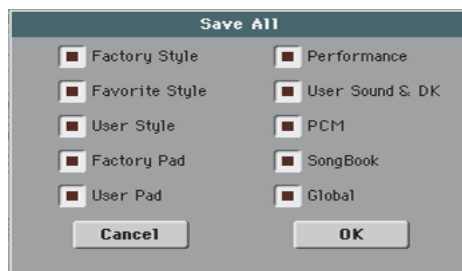 Save All
Factory Style
Performance
Favorite Style
User Sound & DK
User Style
PCM
Factory Pad
SongBook
User Pad
Global
Cancel
OK